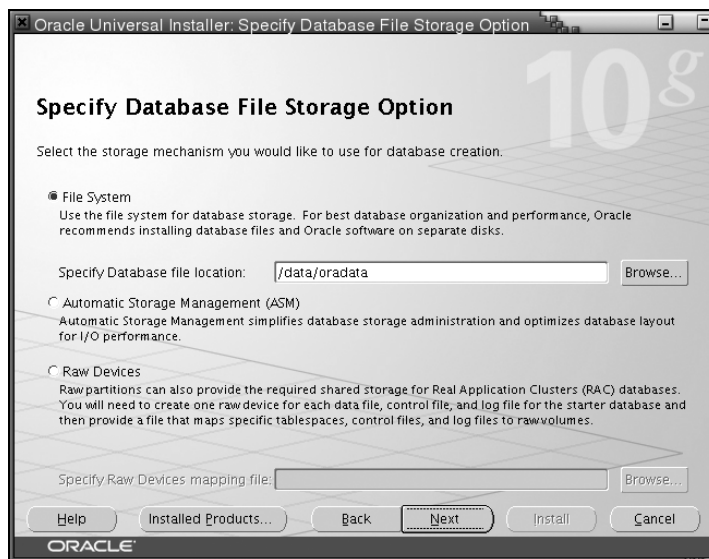 Oracle Universal Installer: Specify Database File Storage Option
10g
Specify Database File Storage Option
Select the storage mechanism you would like to use for database creation.
File System
Use the file system for database storage. For best database organization and performance, Oracle
recommends installing database files and Oracle software on separate disks.
Specify Database file location: /data/oradata Browse...
Automatic Storage Management (ASM)
Automatic Storage Management simplifies database storage administration and optimizes database layout
for I/O performance.
Raw Devices
Raw partitions can also provide the required shared storage for Real Application Clusters (RAC) databases.
You will need to create one raw device for each data file, control file, and log file for the starter database and
then provide a file that maps specific tablespaces, control files, and log files to raw volumes.
Specify Raw Devices mapping file: Browse...
Help Installed Products... Back Next Install Cancel
ORACLE